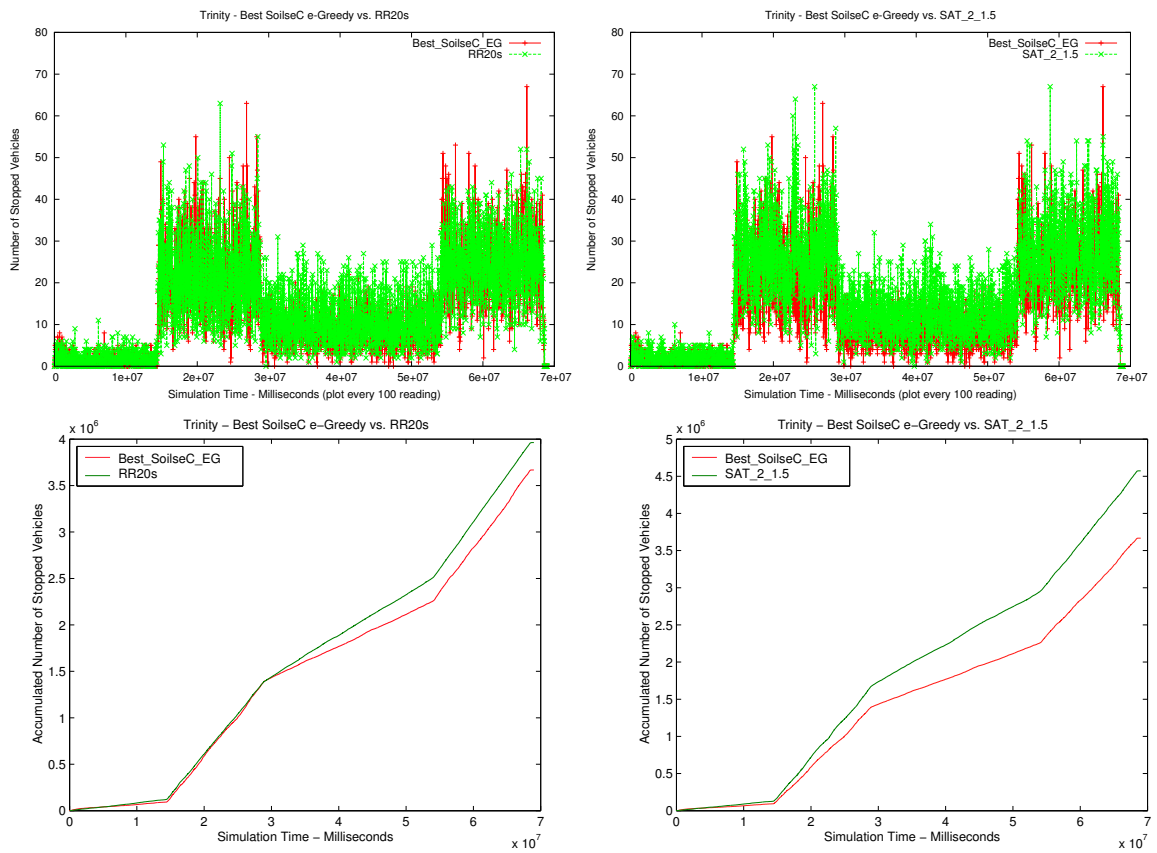 Trinity - Best SoilseC e-Greedy vs. RR20s
Best_SoilseC_EG
RR20s
Number of Stopped Vehicles
80
70
60
50
40
30
20
10
0
0 1e+07 2e+07 3e+07 4e+07 5e+07 6e+07 7e+07
Simulation Time - Milliseconds (plot every 100 reading)
Trinity - Best SoilseC e-Greedy vs. SAT_2_1.5
Best_SoilseC_EG
SAT_2_1.5
Number of Stopped Vehicles
80
70
60
50
40
30
20
10
0
0 1e+07 2e+07 3e+07 4e+07 5e+07 6e+07 7e+07
Simulation Time - Milliseconds (plot every 100 reading)
Trinity − Best SoilseC e−Greedy vs. RR20s
x 10^6
Best_SoilseC_EG
RR20s
Accumulated Number of Stopped Vehicles
4
3.5
3
2.5
2
1.5
1
0.5
0
0 1 2 3 4 5 6 7
Simulation Time − Milliseconds
x 10^7
Trinity − Best SoilseC e−Greedy vs. SAT_2_1.5
x 10^6
Best_SoilseC_EG
SAT_2_1.5
Accumulated Number of Stopped Vehicles
5
4.5
4
3.5
3
2.5
2
1.5
1
0.5
0
0 1 2 3 4 5 6 7
Simulation Time − Milliseconds
x 10^7